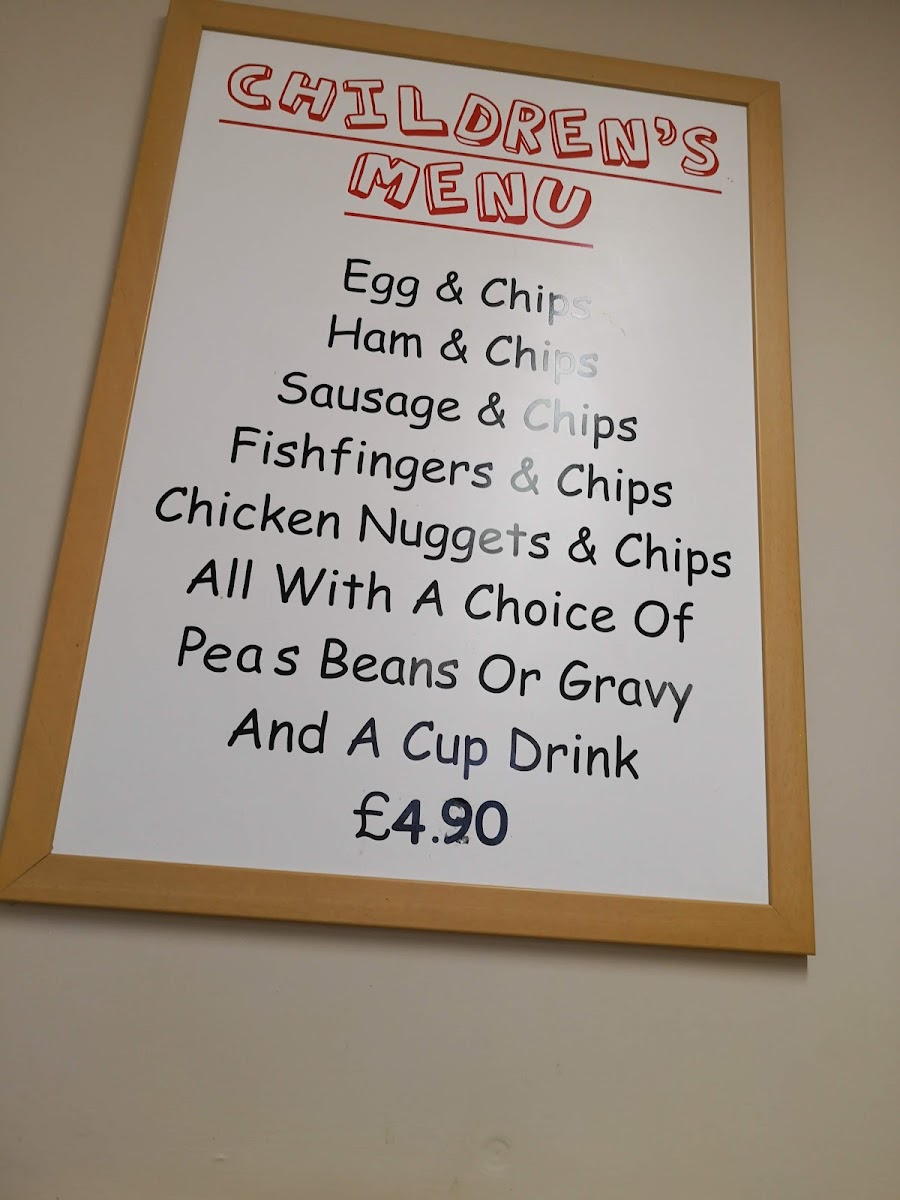 CHILDREN'S
MENU
Egg & Chips
Ham & Chips
Sausage & Chips
Fishfingers & Chips
Chicken Nuggets & Chips
All With A Choice Of
Peas Beans Or Gravy
And A Cup Drink
£4.90